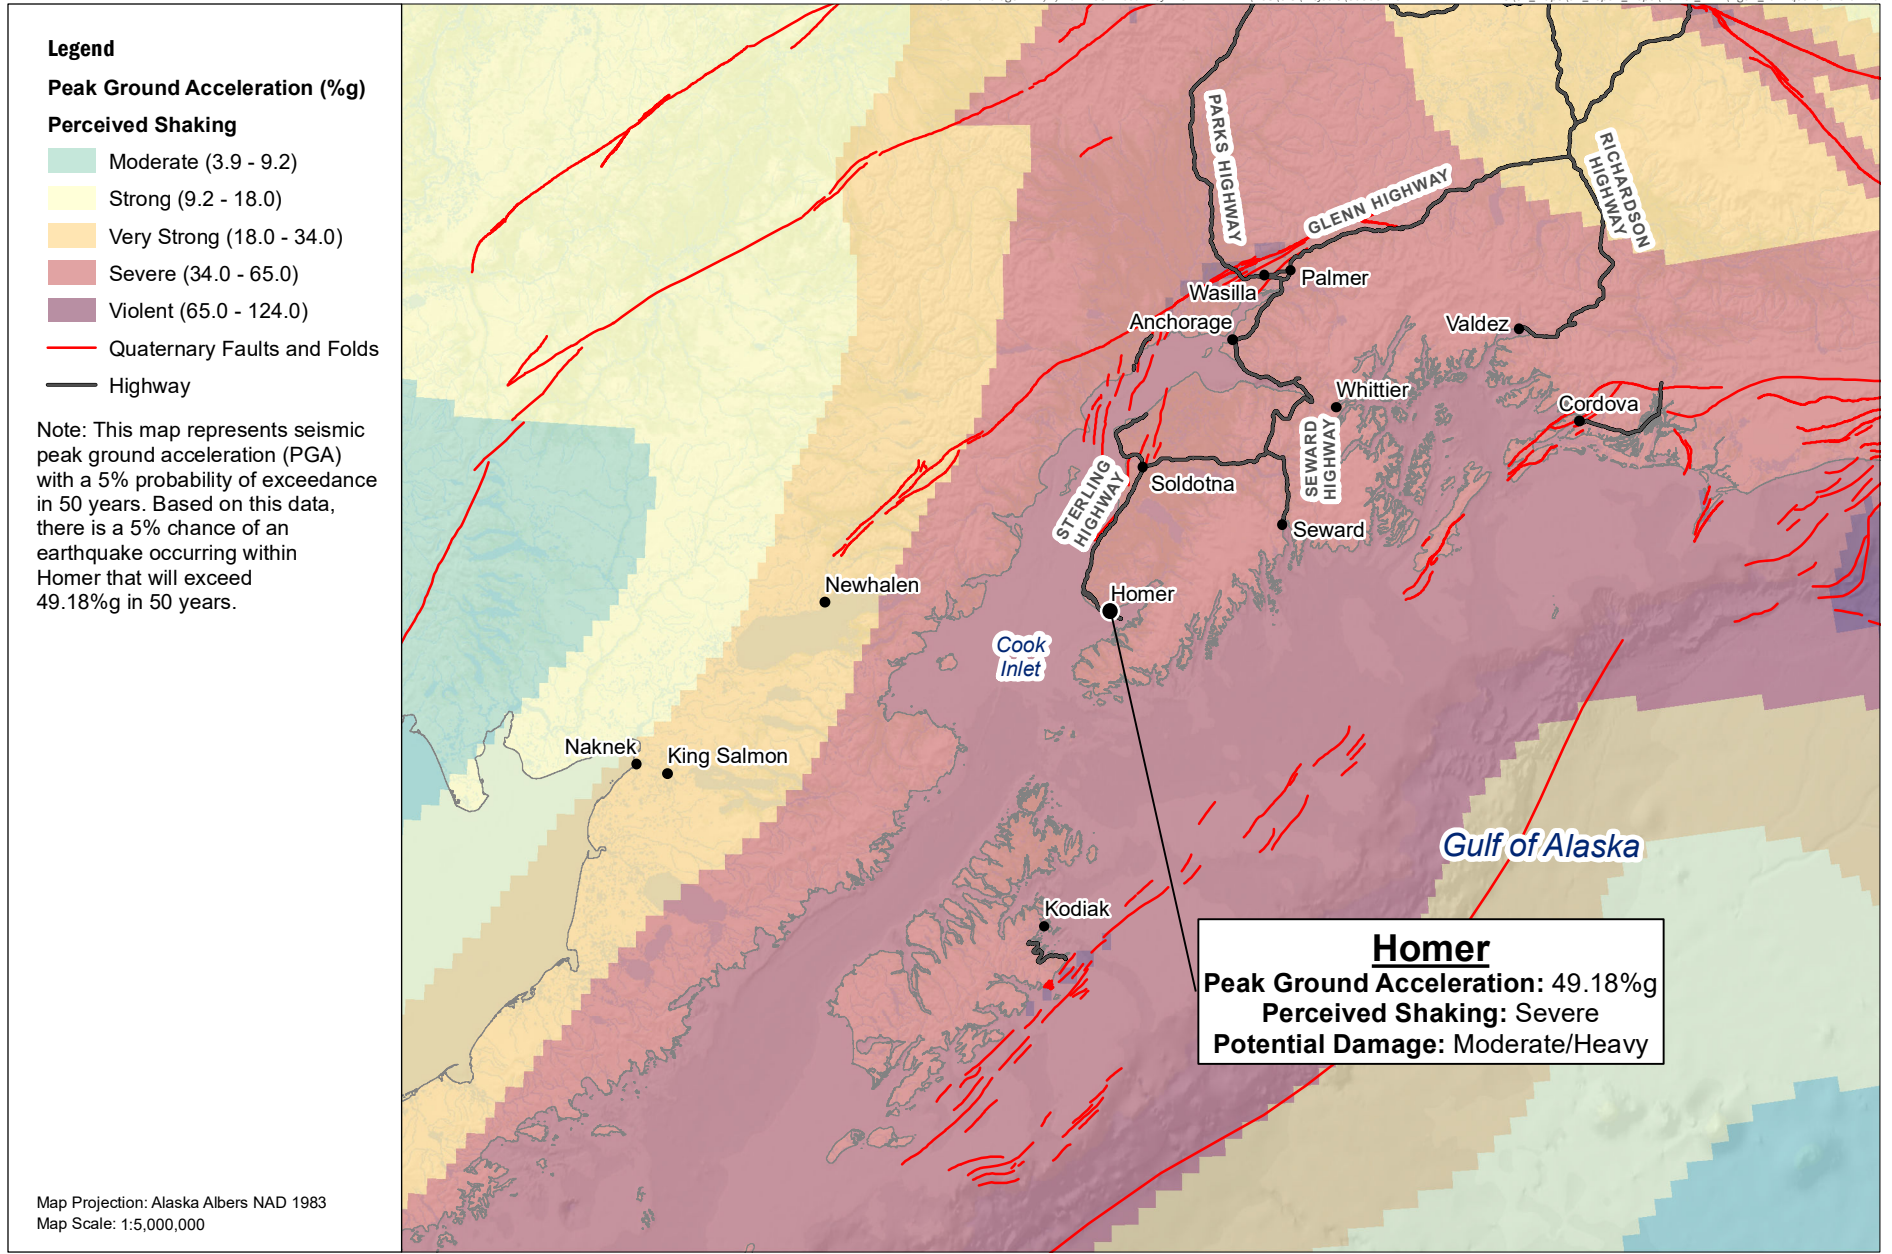 Legend
Peak Ground Acceleration (%g)
Perceived Shaking
Moderate (3.9 - 9.2)
Strong (9.2 - 18.0)
Very Strong (18.0 - 34.0)
Severe (34.0 - 65.0)
Violent (65.0 - 124.0)
Quaternary Faults and Folds
Highway
Note: This map represents seismic
peak ground acceleration (PGA)
with a 5% probability of exceedance
in 50 years. Based on this data,
there is a 5% chance of an
earthquake occurring within
Homer that will exceed
49.18%g in 50 years.
Map Projection: Alaska Albers NAD 1983
Map Scale: 1:5,000,000
PARKS HIGHWAY
GLENN HIGHWAY
RICHARDSON
HIGHWAY
Wasilla
Palmer
Anchorage
Valdez
Whittier
Cordova
SEWARD
HIGHWAY
STERLING
HIGHWAY
Soldotna
Seward
Newhalen
Homer
Cook
Inlet
Naknek
King Salmon
Gulf of Alaska
Kodiak
Homer
Peak Ground Acceleration: 49.18%g
Perceived Shaking: Severe
Potential Damage: Moderate/Heavy